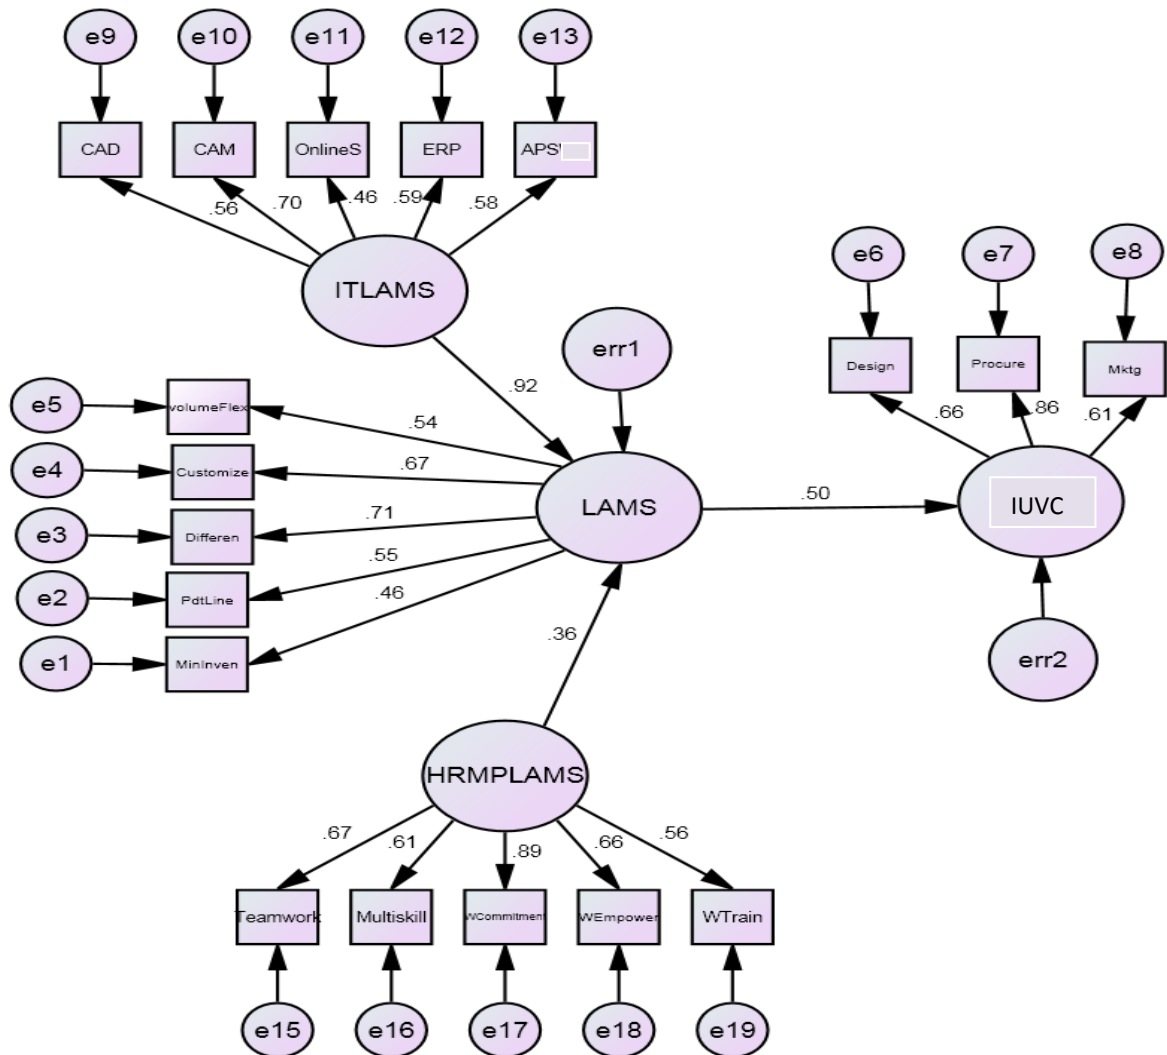 e9 e10 e11 e12 e13
CAD CAM OnlineS ERP APS
.56 .70 .46 .59 .58
ITLAMS
e6 e7 e8
Design Procure Mktg
.66 .86 .61
err1
.92
e5 volumeFlex .54
e4 Customize .67
e3 Differen .71
e2 PdtLine .55
e1 MinInven .46
LAMS .50 IUVC
.36
err2
HRMPLAMS
.67 .61 .89 .66 .56
Teamwork Multiskill WCommitment WEmpower WTrain
e15 e16 e17 e18 e19